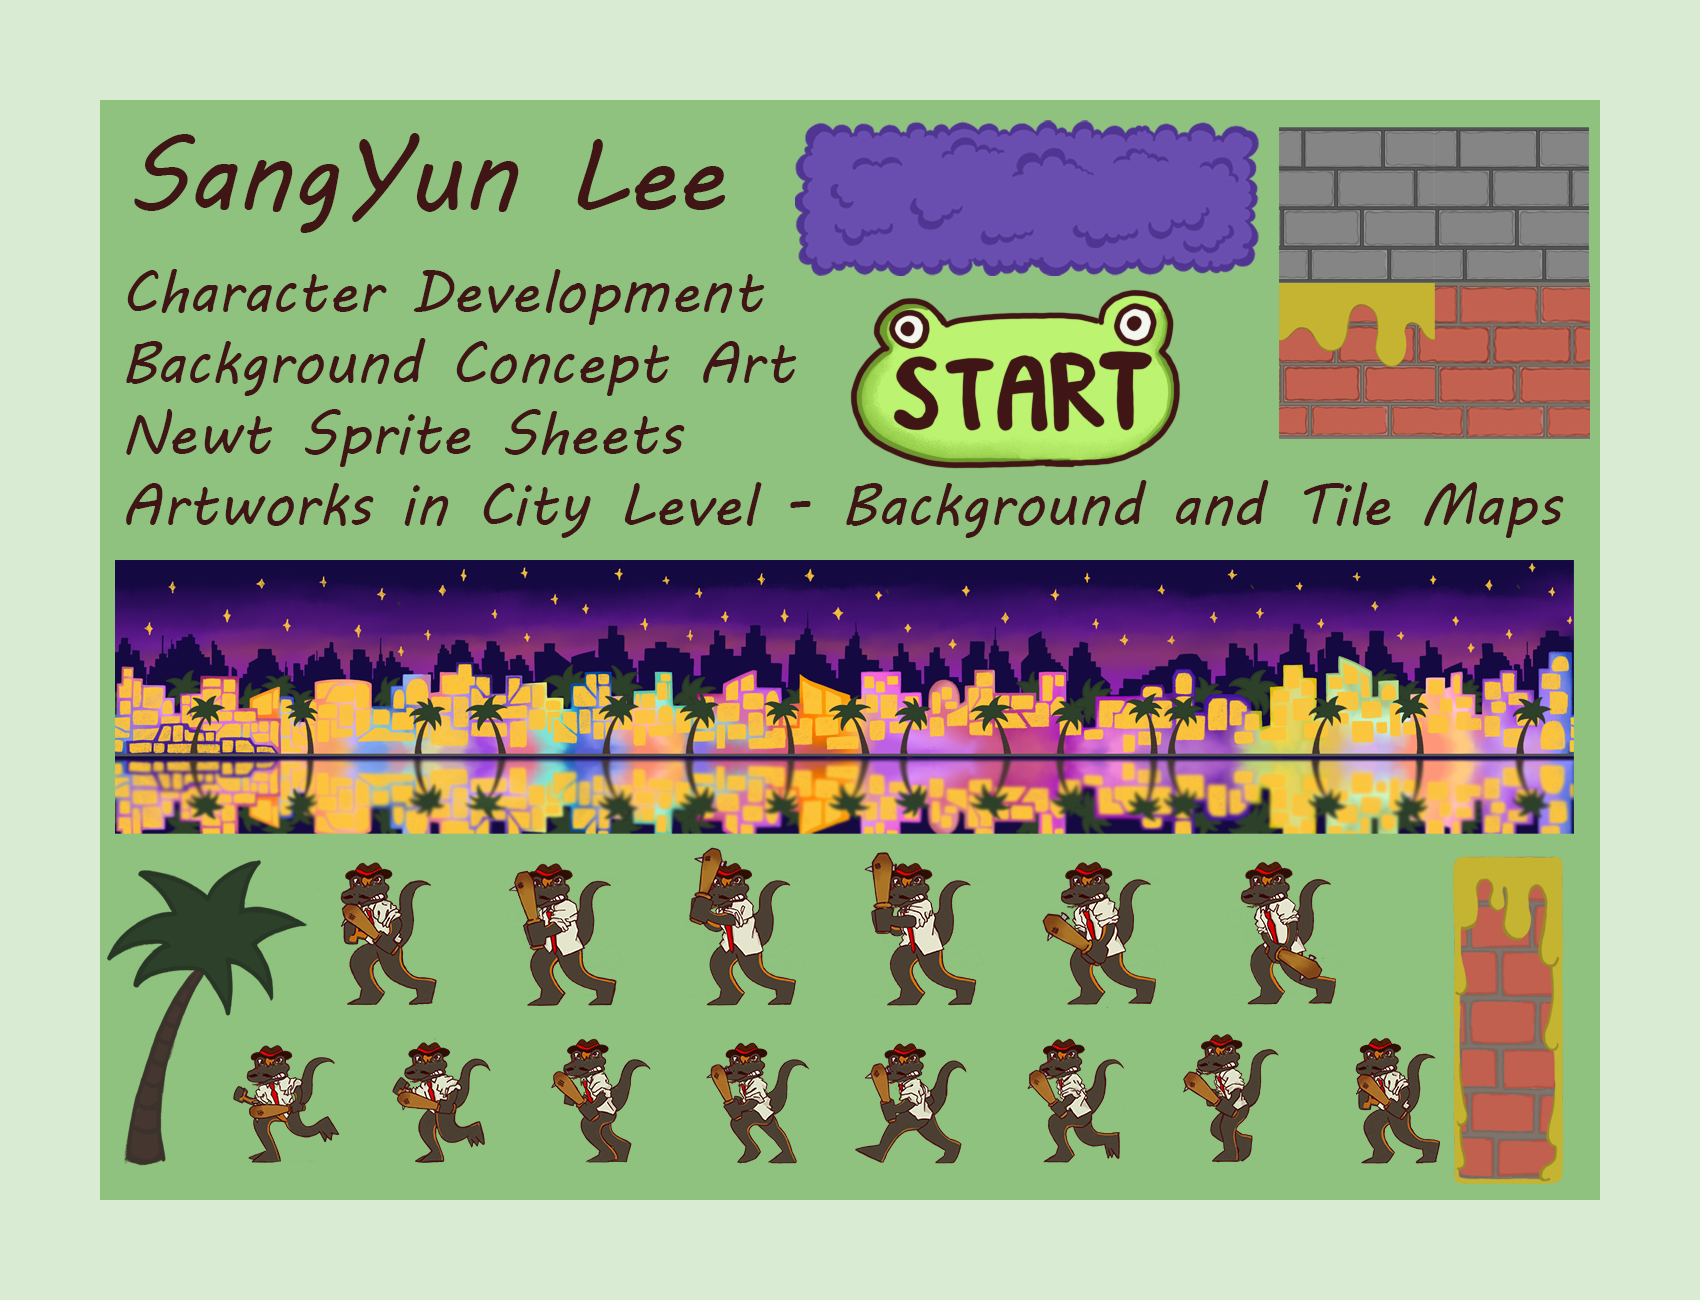 SangYun Lee
Character Development
Background Concept Art
Newt Sprite Sheets
Artworks in City Level - Background and Tile Maps
START